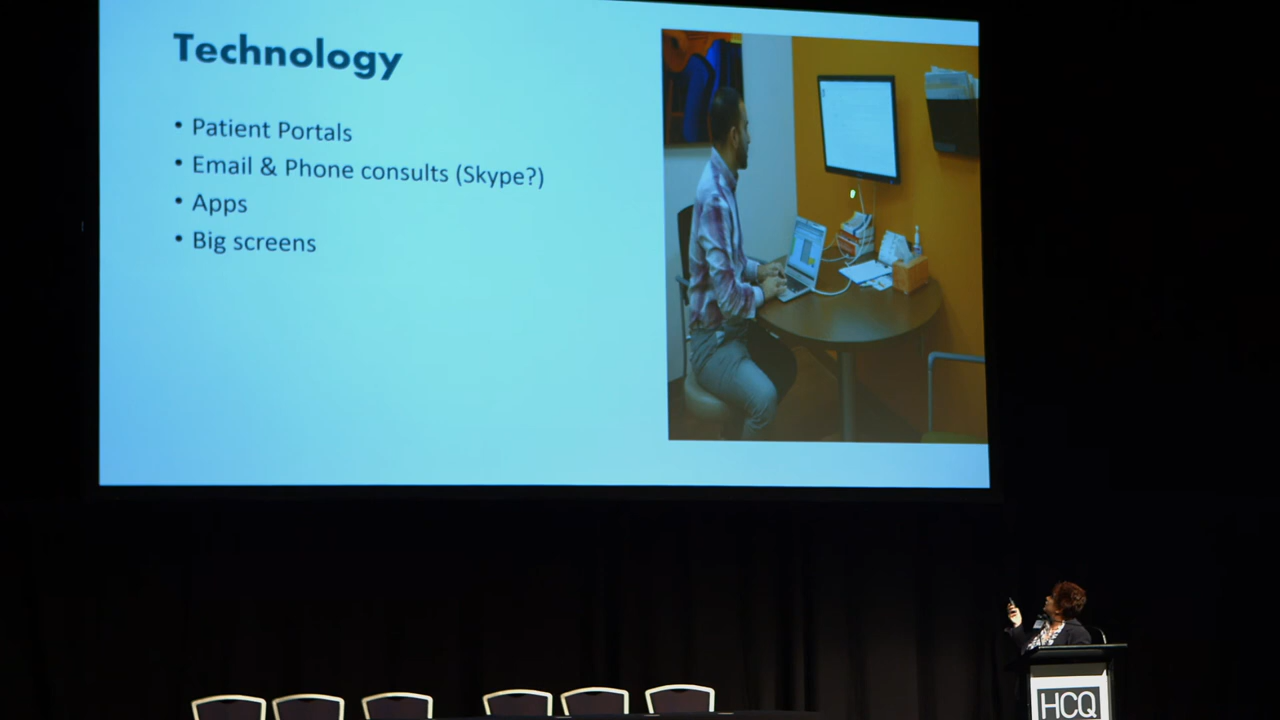 Technology
• Patient Portals
• Email & Phone consults (Skype?)
• Apps
• Big screens
HCQ